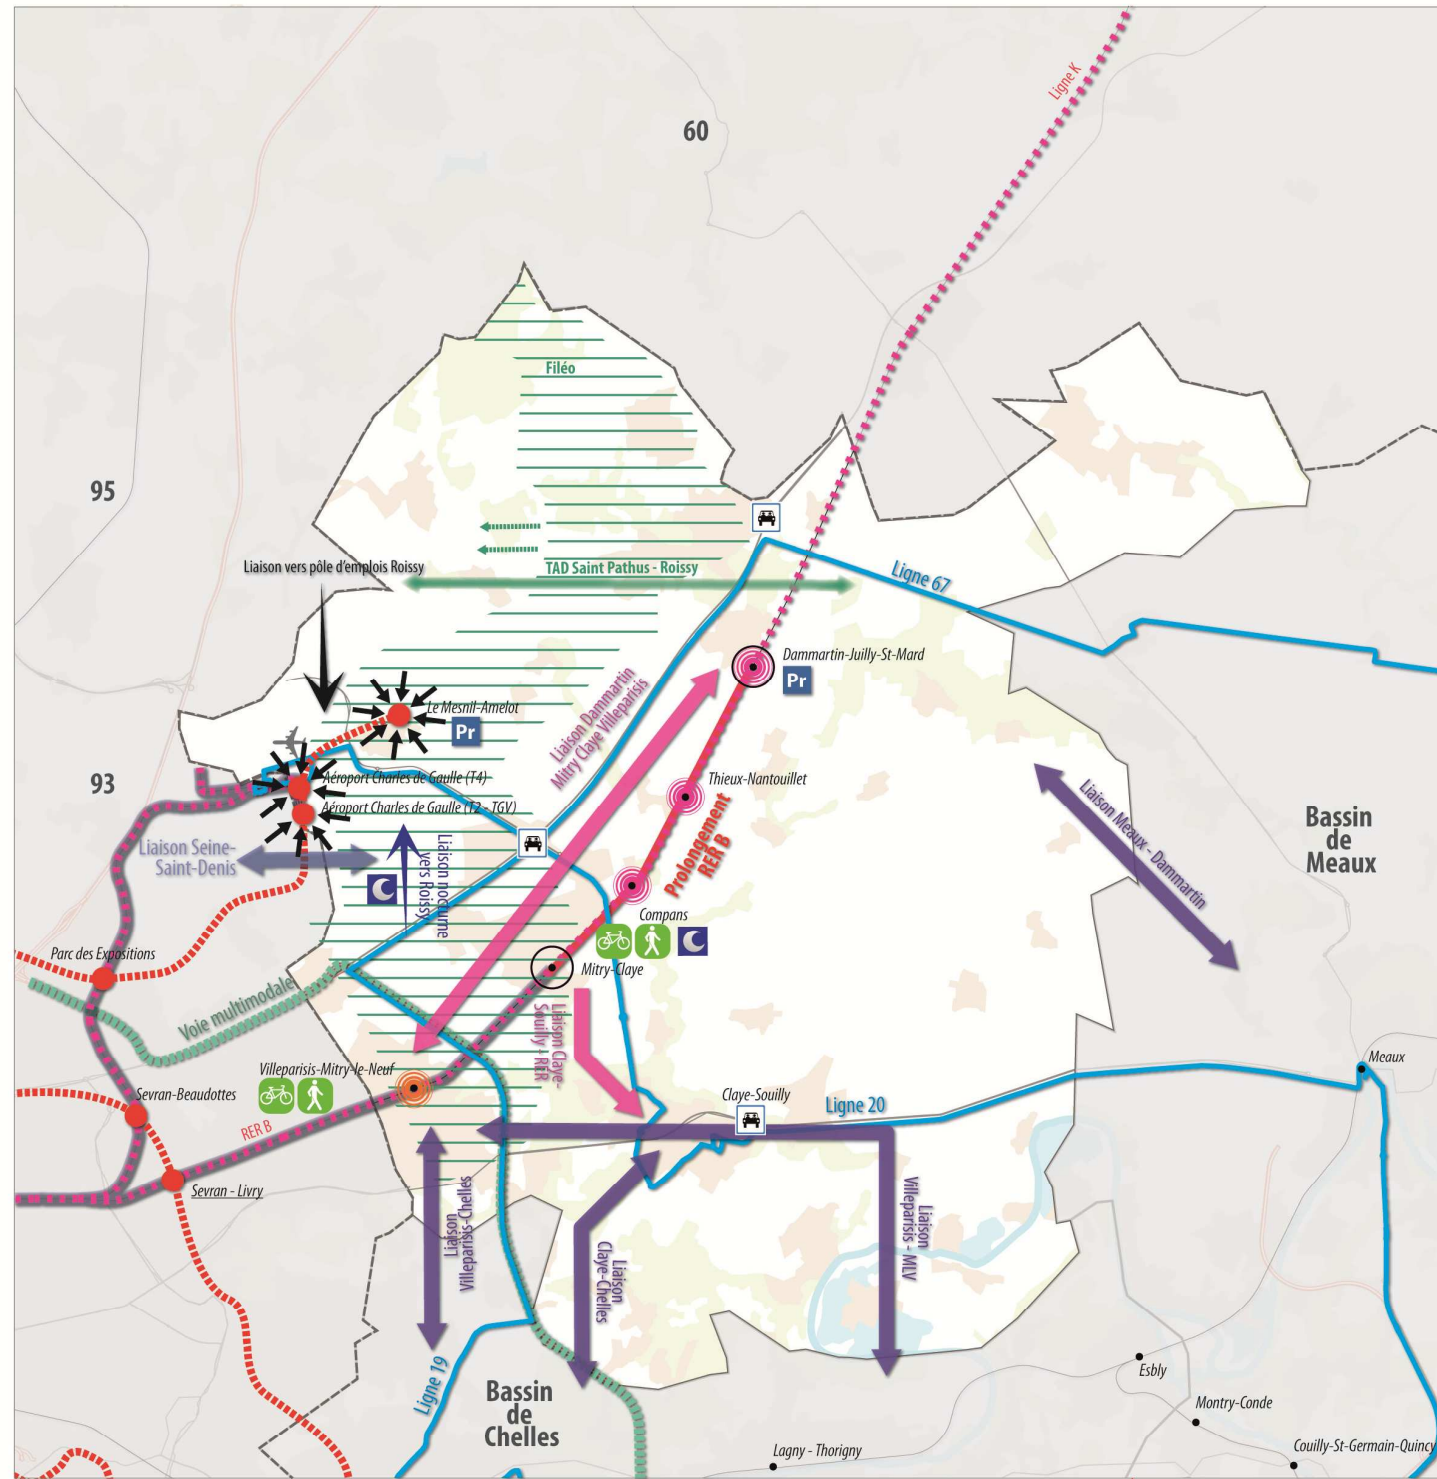 Ligne K
60
Filéo
95
Ligne 67
Liaison vers pôle d'emplois Roissy
TAD Saint Pathus - Roissy
Dammartin-Juilly-St-Mard
Pr
Liaison Dammartin
Mitry Claye Villeparisis
Le Mesnil-Amelot
Pr
93
Aéroport Charles de Gaulle (T4)
Thieux-Nantouillet
Aéroport Charles de Gaulle (T2 - TGV)
Liaison Seine-
Saint-Denis
Liaison nocturne
vers Roissy
Prolongement
RER B
Liaison Meaux - Dammartin
Bassin
de
Meaux
Compans
Parc des Expositions
Mitry-Claye
Voie multimodale
Liaison Claye-
Souilly - RER
Villeparisis-Mitry-le-Neuf
Meaux
Sevran-Beaudottes
Claye-Souilly
Ligne 20
RER B
Sevran - Livry
Liaison
Villeparisis-Chelles
Liaison
Claye-Chelles
Liaison
Villeparisis - MLV
Ligne 19
Bassin
de
Chelles
Esbly
Montry-Conde
Lagny - Thorigny
Couilly-St-Germain-Quincy